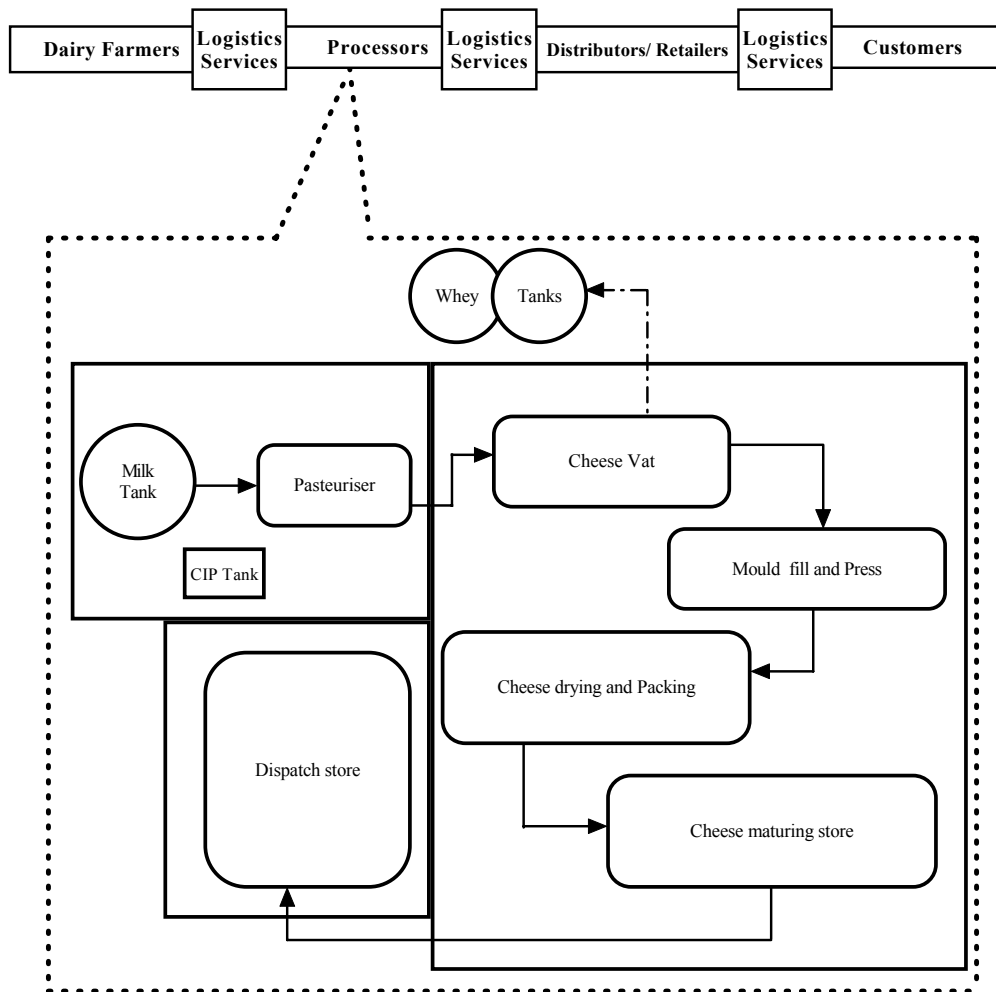 Dairy Farmers
Logistics
Services
Processors
Logistics
Services
Distributors/ Retailers
Logistics
Services
Customers
Whey
Tanks
Milk
Tank
Pasteuriser
Cheese Vat
CIP Tank
Mould fill and Press
Cheese drying and Packing
Dispatch store
Cheese maturing store